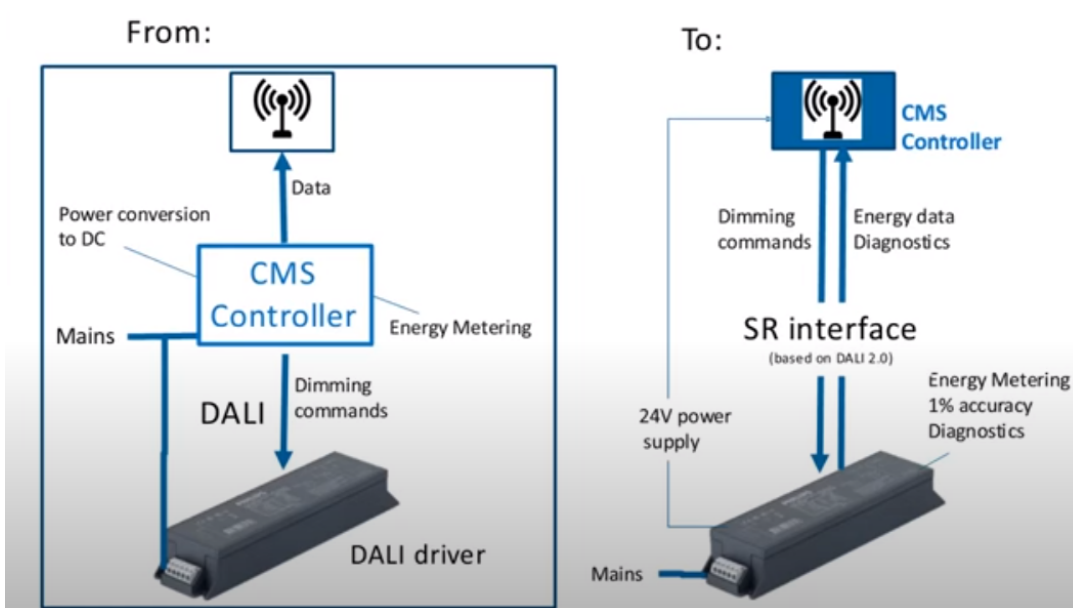 From:
Data
Power conversion
to DC
CMS
Controller
Mains
Energy Metering
Dimming
commands
DALI
DALI driver
To:
CMS
Controller
Dimming
commands
Energy data
Diagnostics
SR interface
(based on DALI 2.0)
24V power
supply
Energy Metering
1% accuracy
Diagnostics
Mains